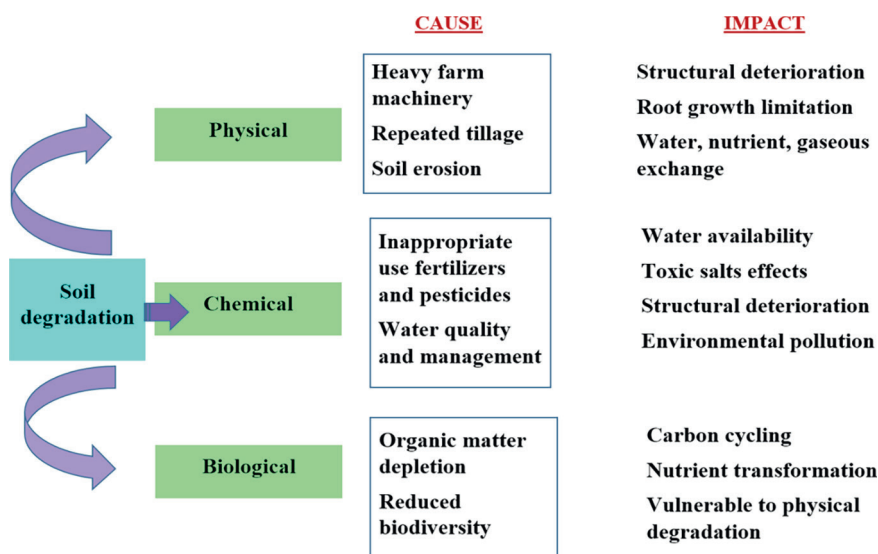 CAUSE
IMPACT
Physical
Heavy farm
machinery
Repeated tillage
Soil erosion
Structural deterioration
Root growth limitation
Water, nutrient, gaseous
exchange
Soil
degradation
Chemical
Inappropriate
use fertilizers
and pesticides
Water quality
and management
Water availability
Toxic salts effects
Structural deterioration
Environmental pollution
Biological
Organic matter
depletion
Reduced
biodiversity
Carbon cycling
Nutrient transformation
Vulnerable to physical
degradation